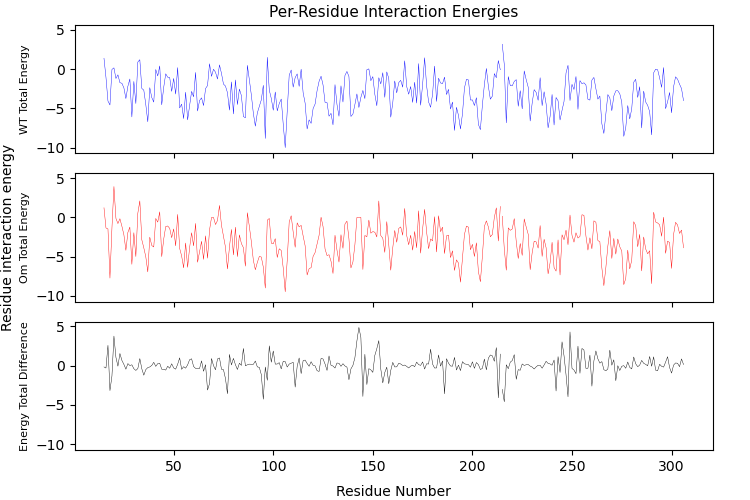 Per-Residue Interaction Energies
Residue interaction energy
WT Total Energy
5
0
−5
−10
Om Total Energy
5
0
−5
−10
Energy Total Difference
5
0
−5
−10
50 100 150 200 250 300
Residue Number